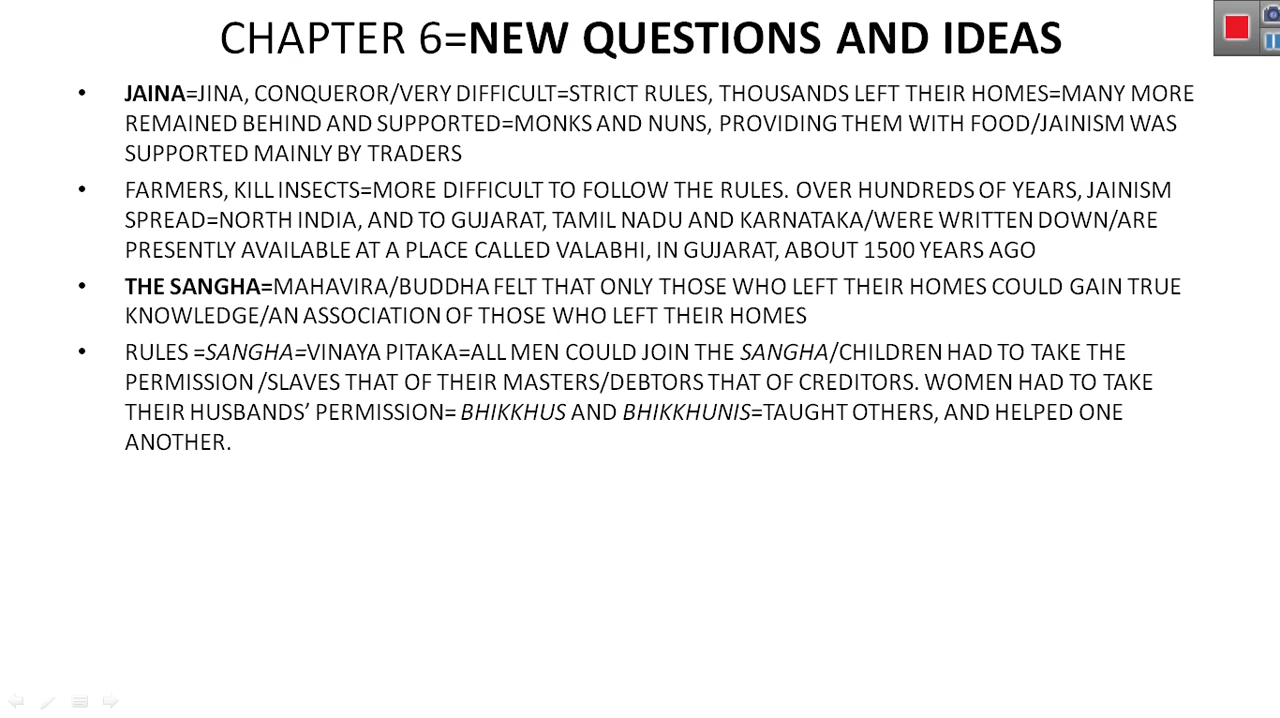 CHAPTER 6=NEW QUESTIONS AND IDEAS
• JAINA=JINA, CONQUEROR/VERY DIFFICULT=STRICT RULES, THOUSANDS LEFT THEIR HOMES=MANY MORE
REMAINED BEHIND AND SUPPORTED=MONKS AND NUNS, PROVIDING THEM WITH FOOD/JAINISM WAS
SUPPORTED MAINLY BY TRADERS
• FARMERS, KILL INSECTS=MORE DIFFICULT TO FOLLOW THE RULES. OVER HUNDREDS OF YEARS, JAINISM
SPREAD=NORTH INDIA, AND TO GUJARAT, TAMIL NADU AND KARNATAKA/WERE WRITTEN DOWN/ARE
PRESENTLY AVAILABLE AT A PLACE CALLED VALABHI, IN GUJARAT, ABOUT 1500 YEARS AGO
• THE SANGHA=MAHAVIRA/BUDDHA FELT THAT ONLY THOSE WHO LEFT THEIR HOMES COULD GAIN TRUE
KNOWLEDGE/AN ASSOCIATION OF THOSE WHO LEFT THEIR HOMES
• RULES =SANGHA=VINAYA PITAKA=ALL MEN COULD JOIN THE SANGHA/CHILDREN HAD TO TAKE THE
PERMISSION /SLAVES THAT OF THEIR MASTERS/DEBTORS THAT OF CREDITORS. WOMEN HAD TO TAKE
THEIR HUSBANDS’ PERMISSION= BHIKKHUS AND BHIKKHUNIS=TAUGHT OTHERS, AND HELPED ONE
ANOTHER.